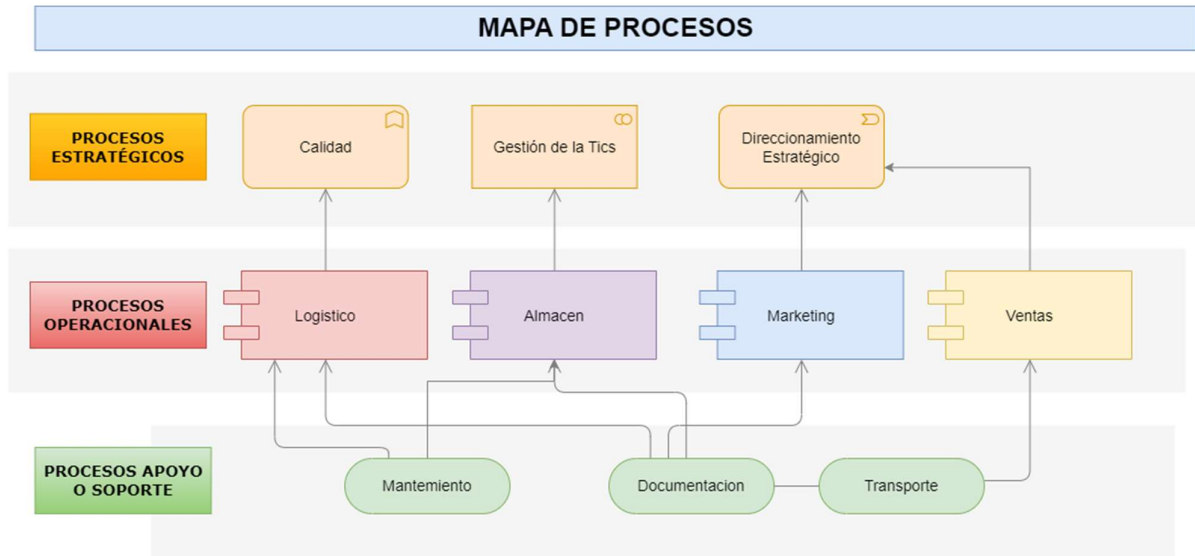 MAPA DE PROCESOS
PROCESOS
ESTRATÉGICOS
Calidad
Gestión de la Tics
Direccionamiento
Estratégico
PROCESOS
OPERACIONALES
Logistico
Almacen
Marketing
Ventas
PROCESOS APOYO
O SOPORTE
Mantemiento
Documentacion
Transporte